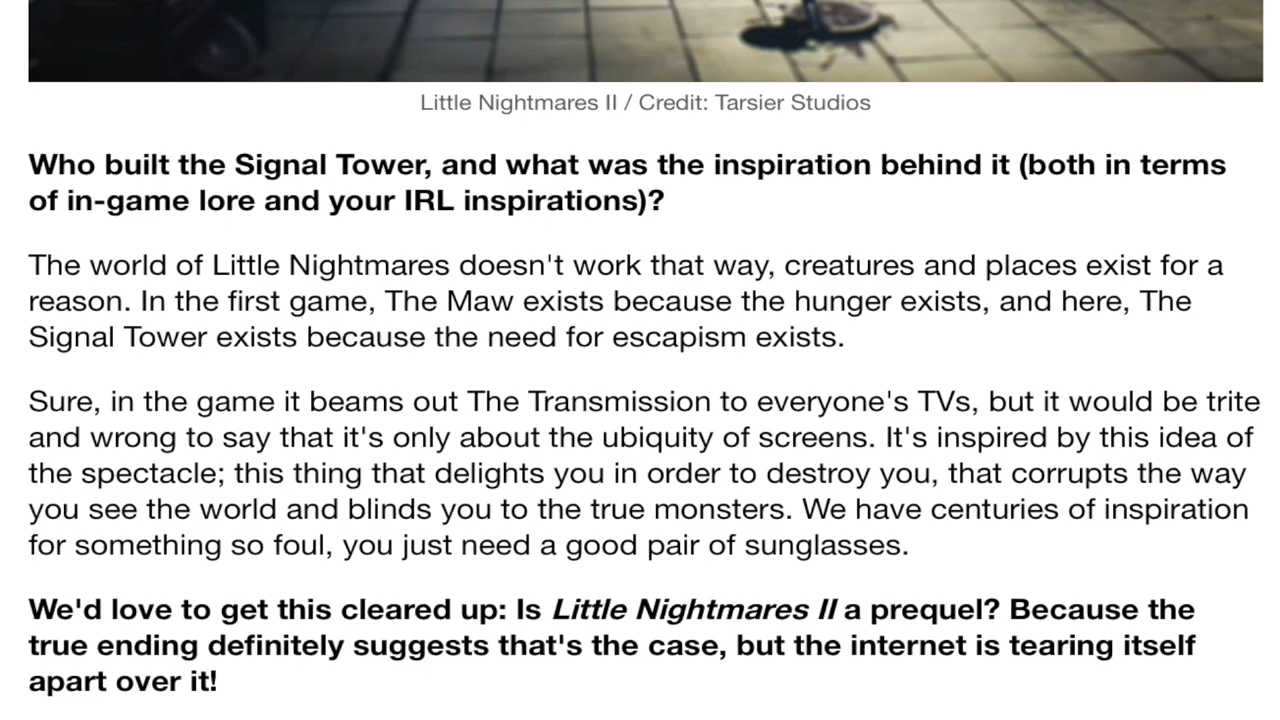 Little Nightmares II / Credit: Tarsier Studios
Who built the Signal Tower, and what was the inspiration behind it (both in terms
of in-game lore and your IRL inspirations)?
The world of Little Nightmares doesn't work that way, creatures and places exist for a
reason. In the first game, The Maw exists because the hunger exists, and here, The
Signal Tower exists because the need for escapism exists.
Sure, in the game it beams out The Transmission to everyone's TVs, but it would be trite
and wrong to say that it's only about the ubiquity of screens. It's inspired by this idea of
the spectacle; this thing that delights you in order to destroy you, that corrupts the way
you see the world and blinds you to the true monsters. We have centuries of inspiration
for something so foul, you just need a good pair of sunglasses.
We'd love to get this cleared up: Is Little Nightmares II a prequel? Because the
true ending definitely suggests that's the case, but the internet is tearing itself
apart over it!